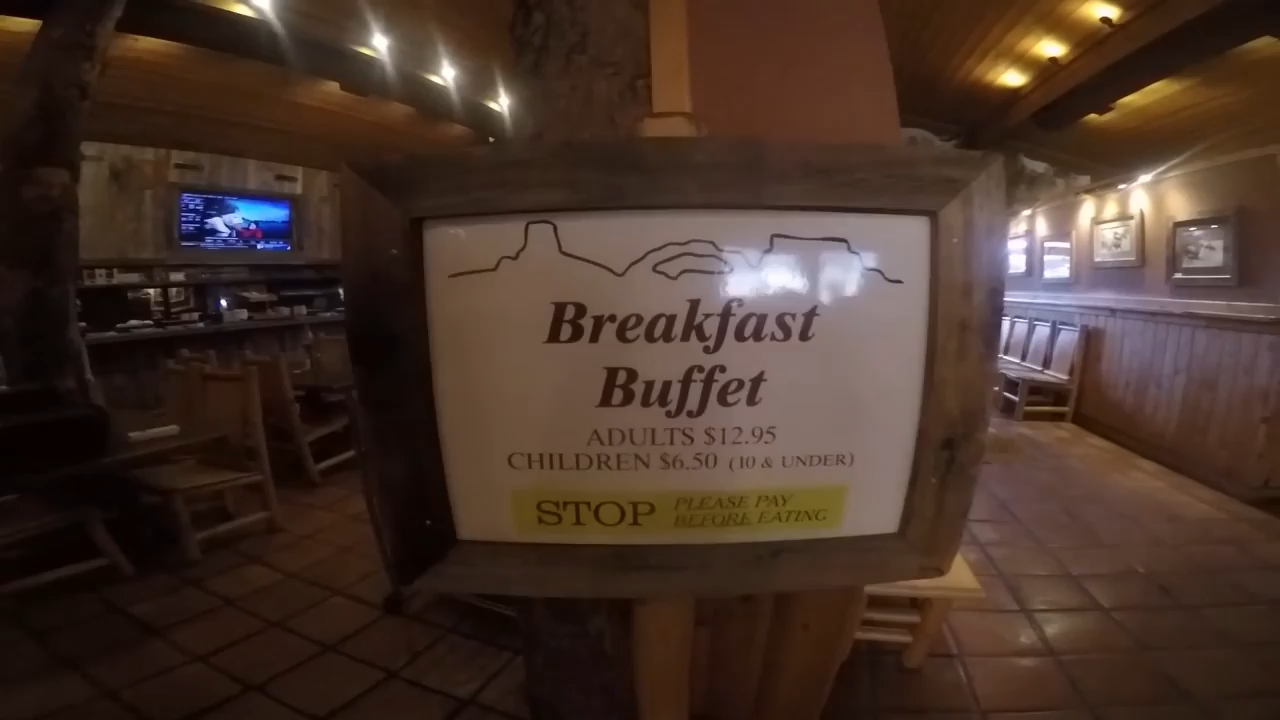 Breakfast
Buffet
ADULTS $12.95
CHILDREN $6.50 (10 & UNDER)
STOP PLEASE PAY
BEFORE EATING